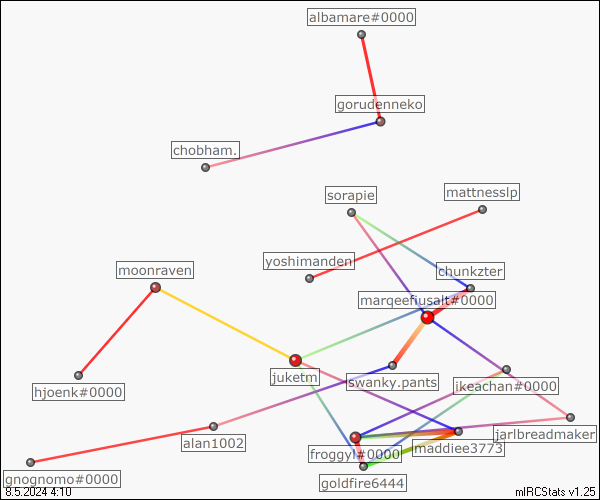 albamare#0000
gorudenneko
chobham.
sorapie
mattnesslp
yoshimanden
moonraven
chunkzter
marqeefiusalt#0000
juketm
swanky.pants
ikeachan#0000
hjoenk#0000
jarlbreadmaker
alan1002
maddiee3773
froggyl#0000
gnognomo#0000
goldfire6444
8.5.2024 4:10
mIRCStats v1.25